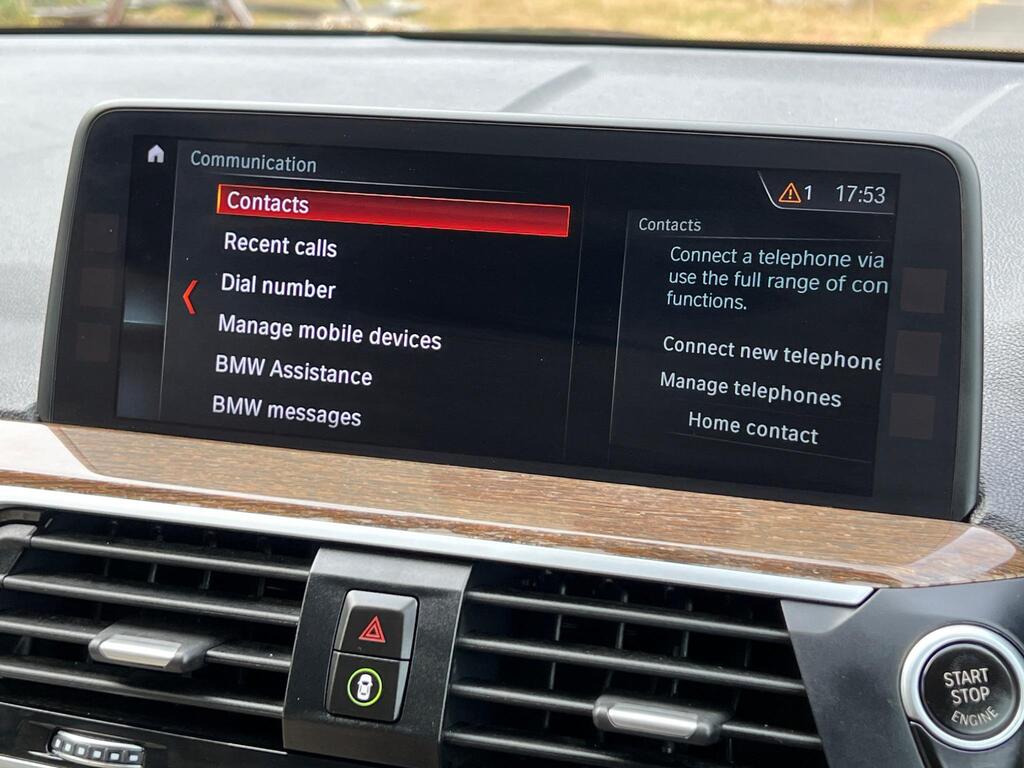 Communication
1 17:53
Contacts
Recent calls
Dial number
Manage mobile devices
BMW Assistance
BMW messages
Contacts
Connect a telephone via
use the full range of con
functions.
Connect new telephone
Manage telephones
Home contact
START
STOP
ENGINE